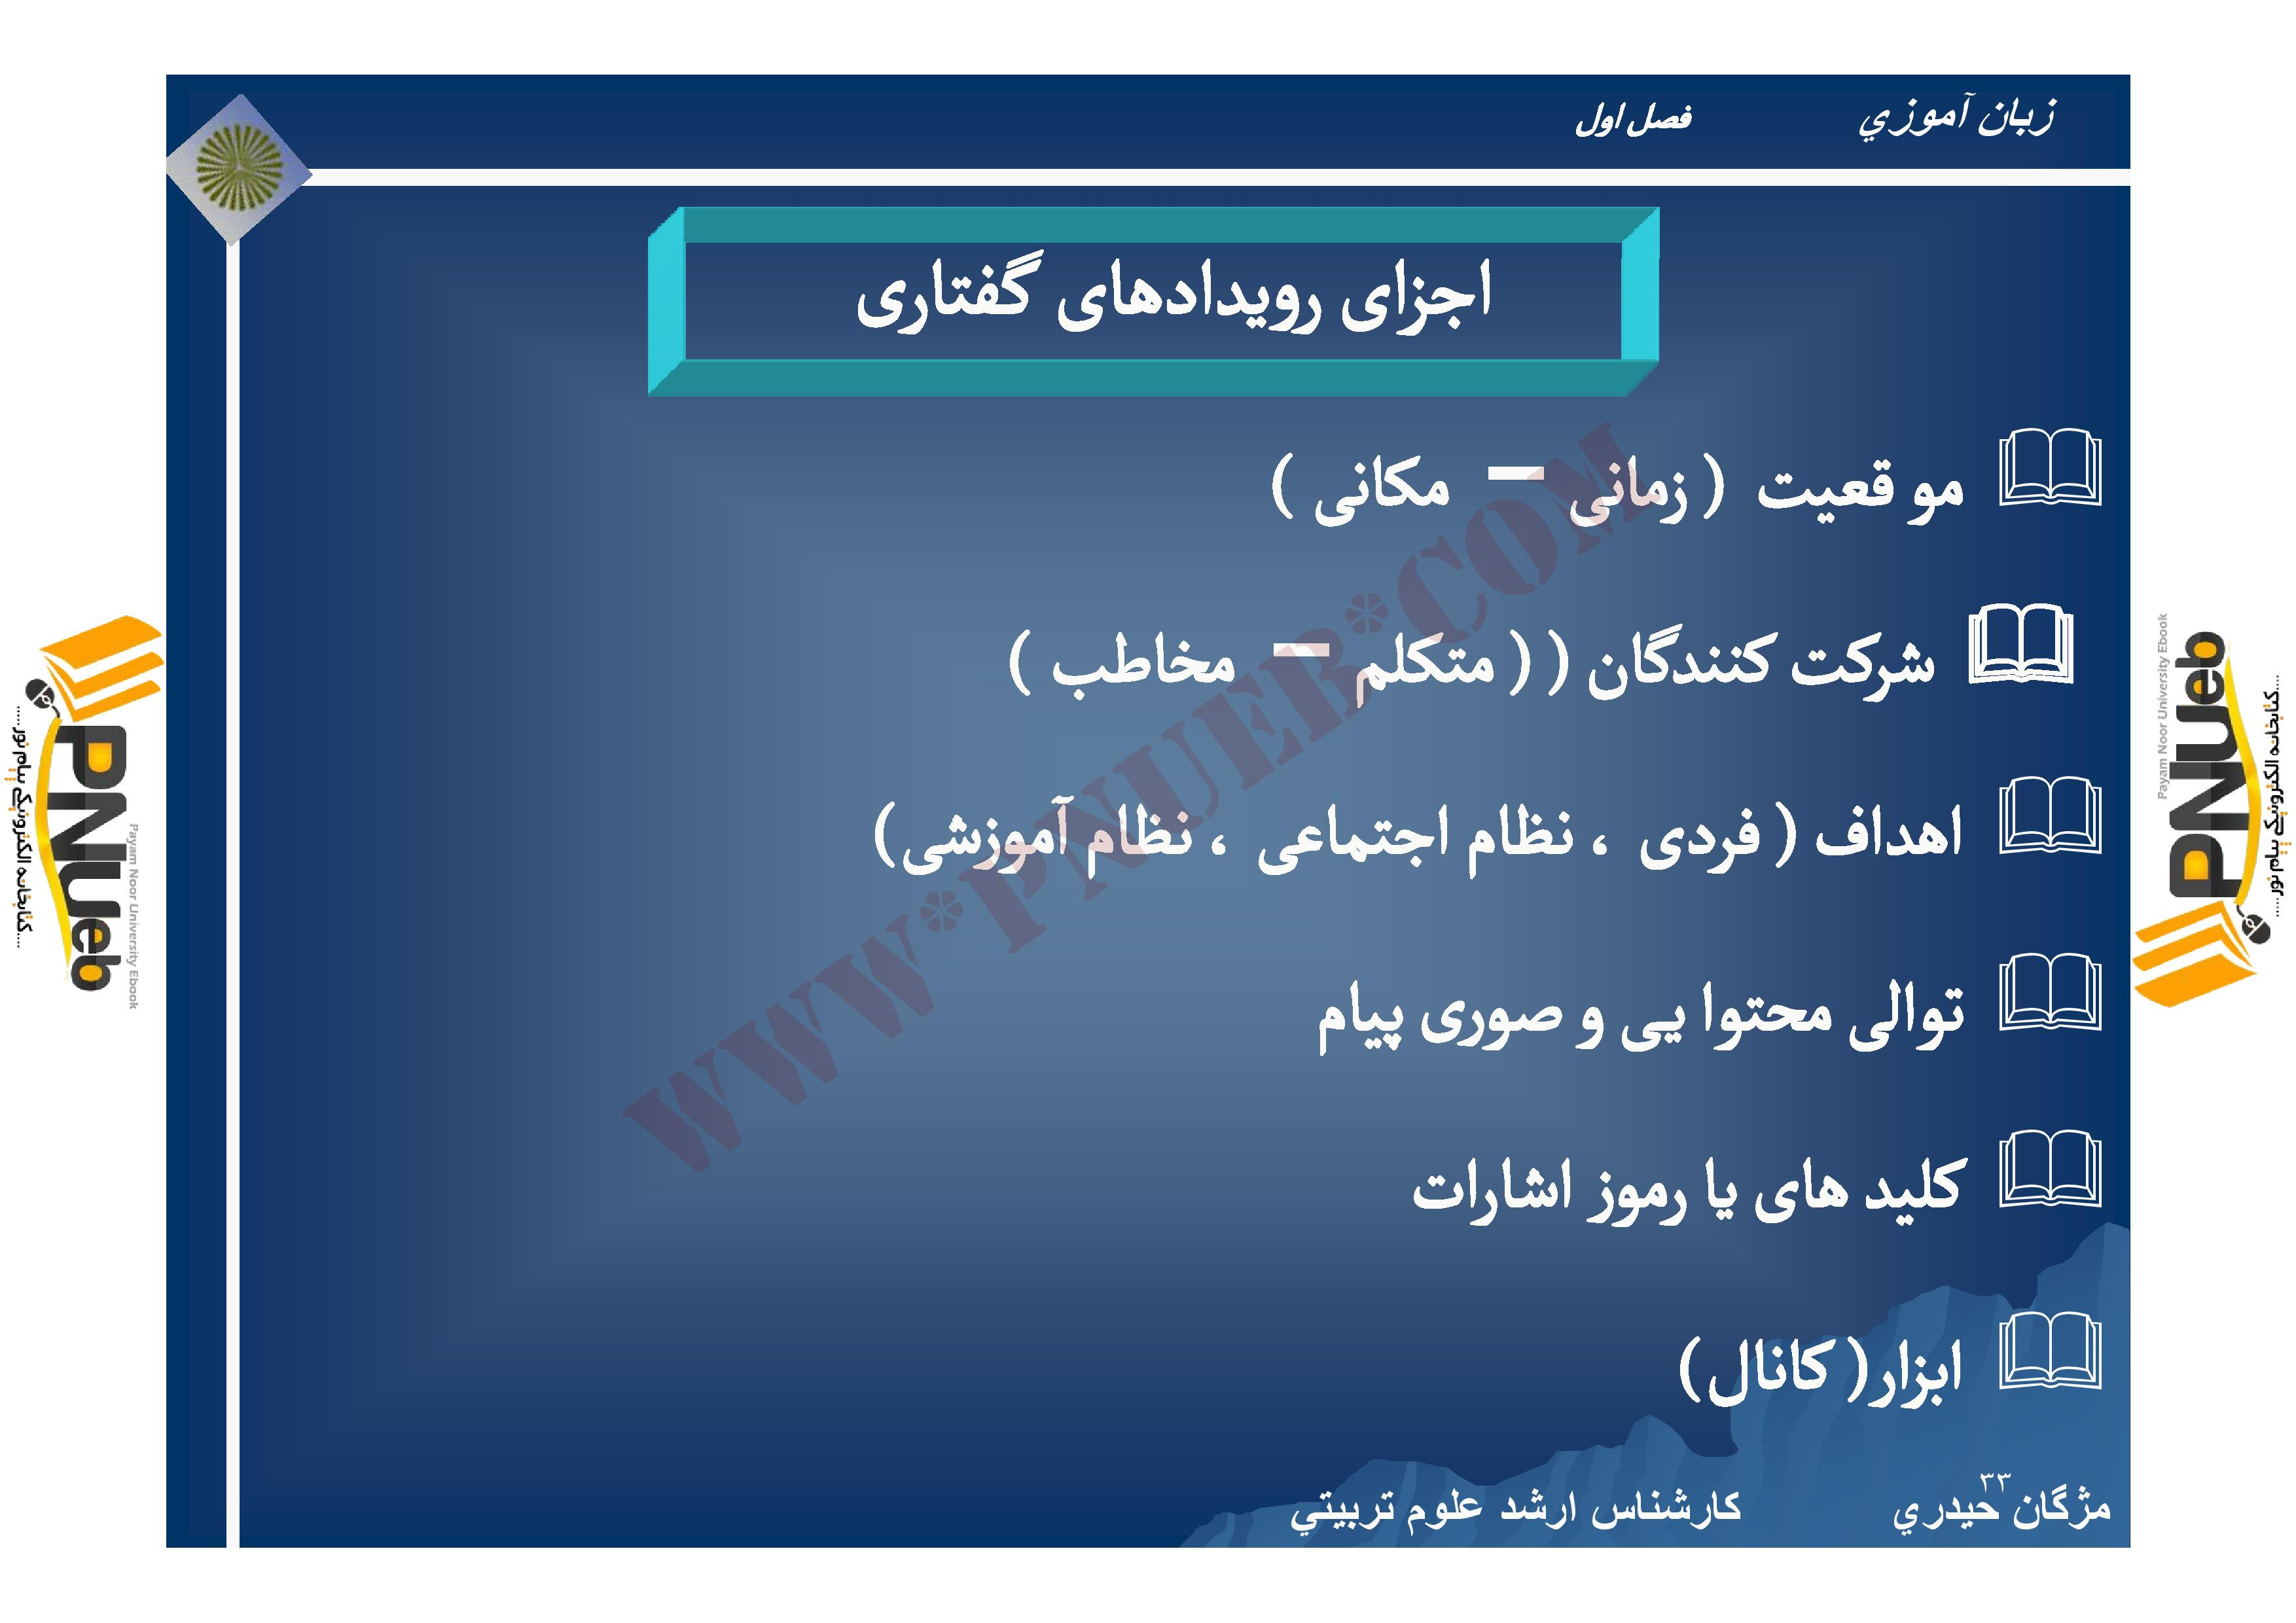 زبان آموزي فصل اول
اجزای رویدادهای گفتاری
مو قعیت ( زمانی – مکانی )
شرکت کنندگان ( ( متکلم – مخاطب )
اهداف ( فردی ، نظام اجتماعی ، نظام آموزشی)
توالی محتوا یی و صوری پیام
کلید های یا رموز اشارات
ابزار( کانال)
۳۳
مژگان حيدري کارشناس ارشد علوم تربيتي
WWW*PNUEB*COM
PNUeb
Payam Noor University Ebook
....کتابخانه الکترونیکی پیام نور.....
PNUeb
Payam Noor University Ebook
....کتابخانه الکترونیکی پیام نور.....